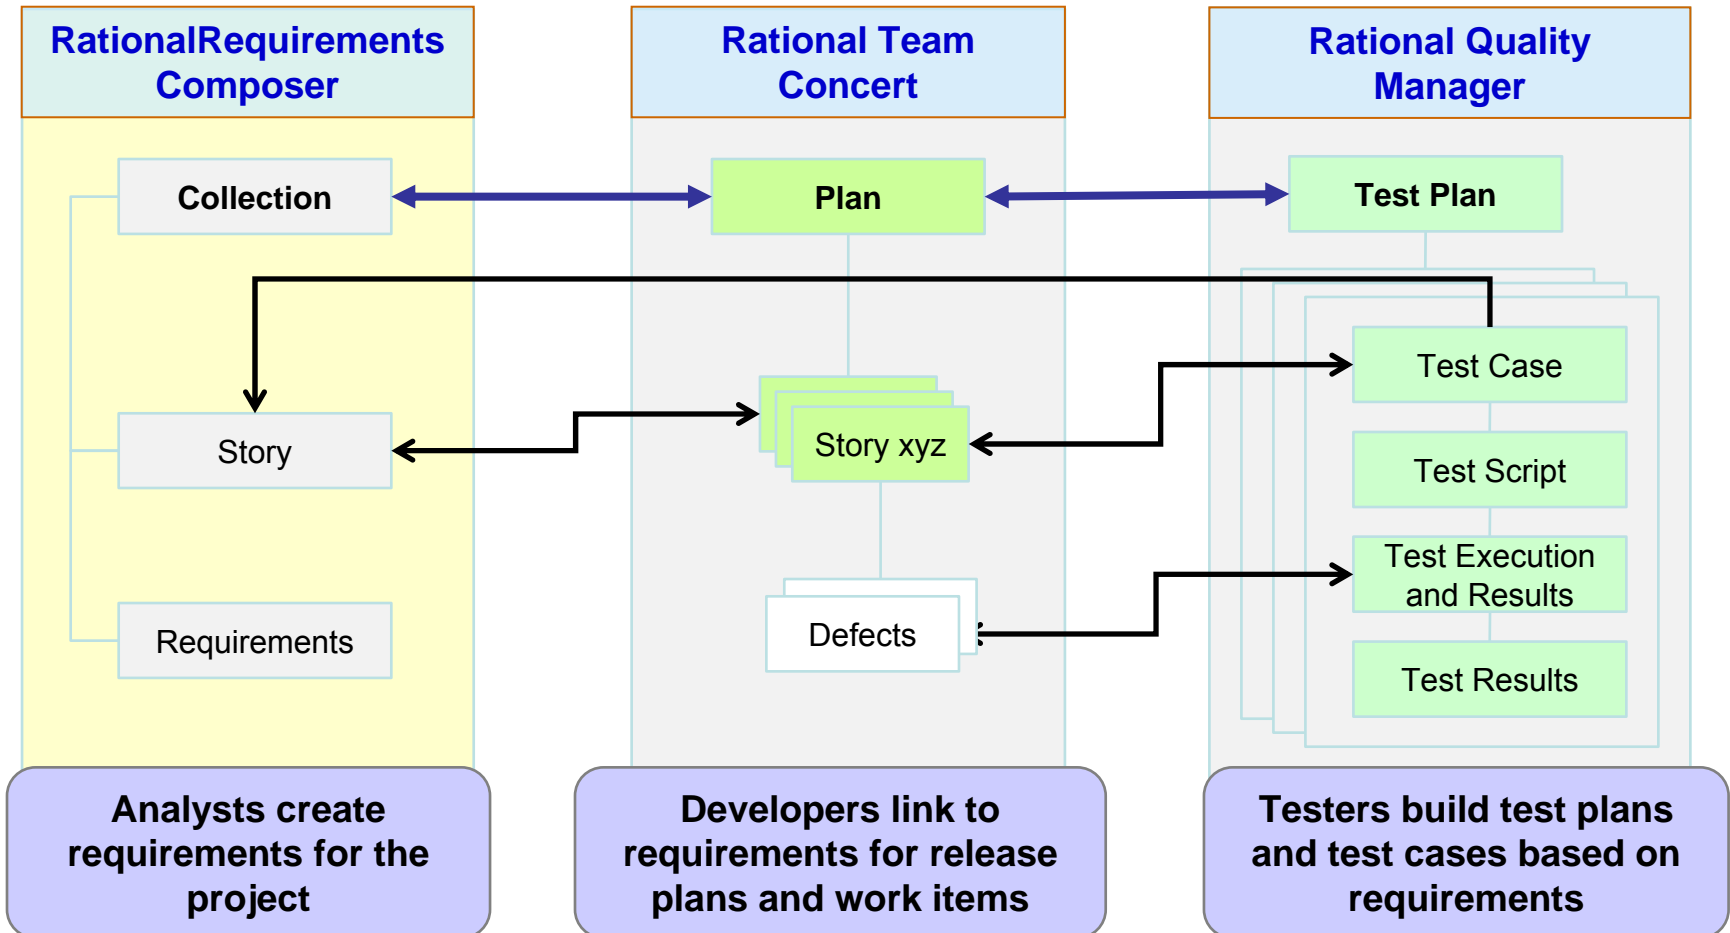 RationalRequirements
Composer
Rational Team
Concert
Rational Quality
Manager
Collection
Plan
Test Plan
Test Case
Story
Story xyz
Test Script
Test Execution
and Results
Requirements
Defects
Test Results
Analysts create
requirements for the
project
Developers link to
requirements for release
plans and work items
Testers build test plans
and test cases based on
requirements